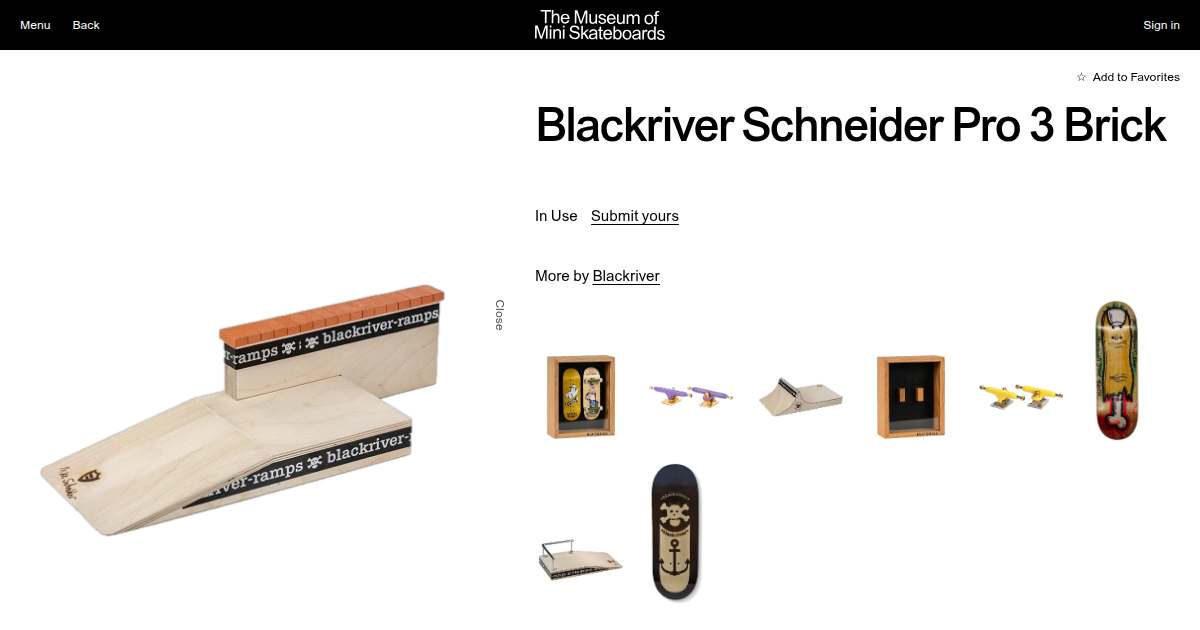 Menu
Back
The Museum of
Mini Skateboards
Sign in
☆ Add to Favorites
Blackriver Schneider Pro 3 Brick
In Use Submit yours
More by Blackriver
Close
r-ramps blackriver-ramps
river-ramps blackriver-